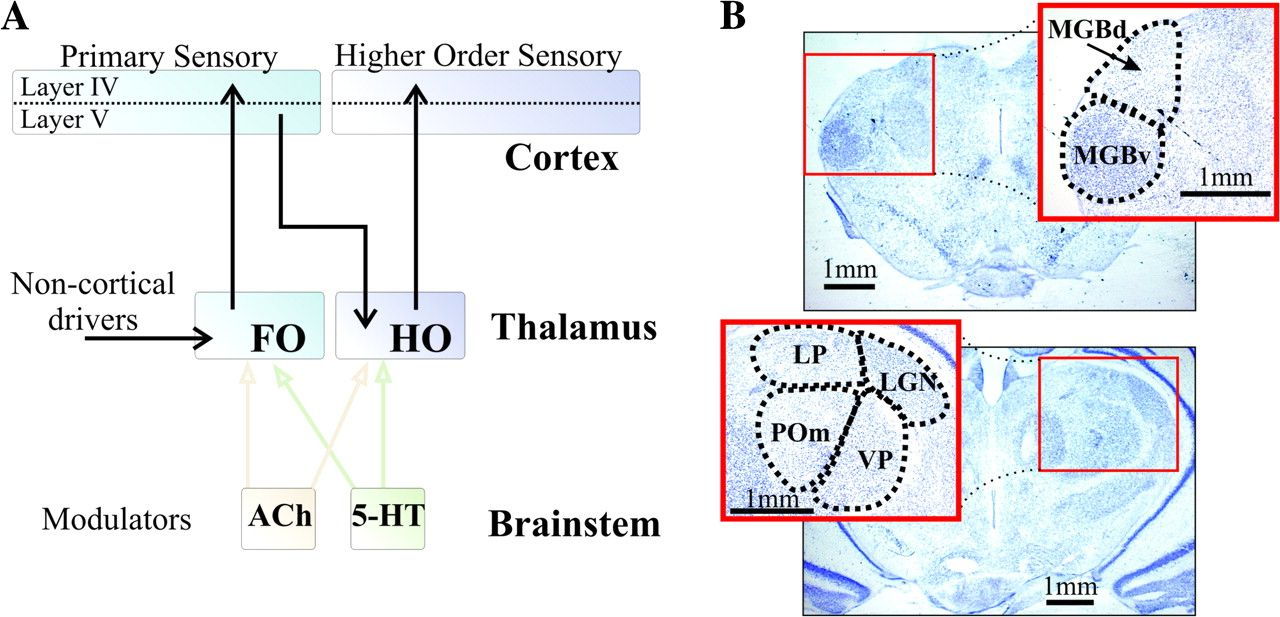 A
Primary Sensory
Higher Order Sensory
Layer IV
Layer V
Cortex
Non-cortical
drivers
FO
HO
Thalamus
Modulators
ACh
5-HT
Brainstem
B
MGBd
MGBv
1mm
1mm
LP
LGN
POm
VP
1mm
1mm